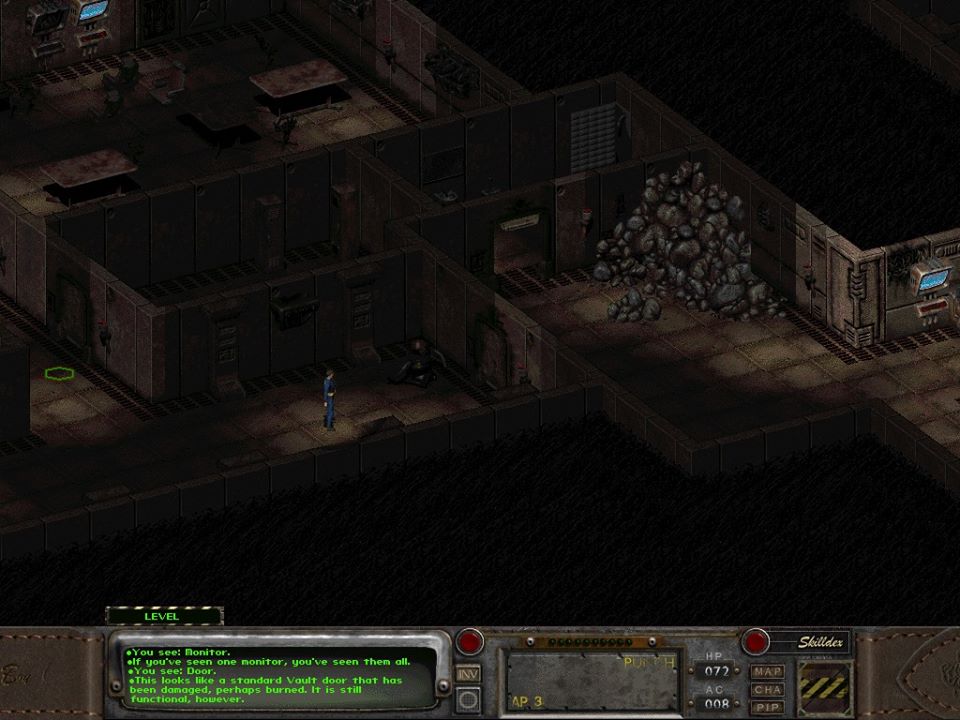 LEVEL
You see: Monitor.
If you've seen one monitor, you've seen them all.
You see: Door.
This looks like a standard Vault door that has
been damaged, perhaps burned. It is still
functional, however.
INV
PUNCH
AP 3
HP
072
AC
008
Skilldex
MAP
CHA
PIP